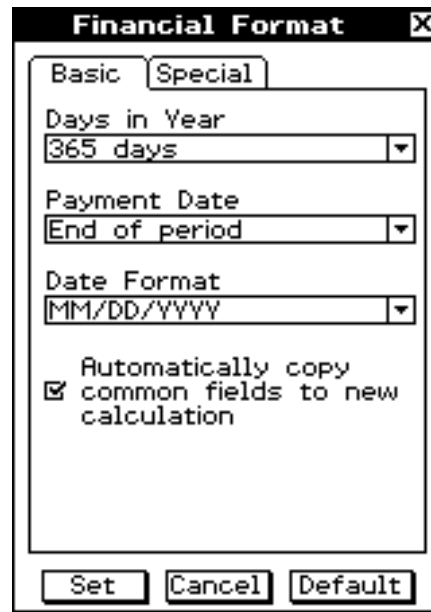 Financial Format
Basic Special
Days in Year
365 days
Payment Date
End of period
Date Format
MM/DD/YYYY
Automatically copy
common fields to new
calculation
Set Cancel Default